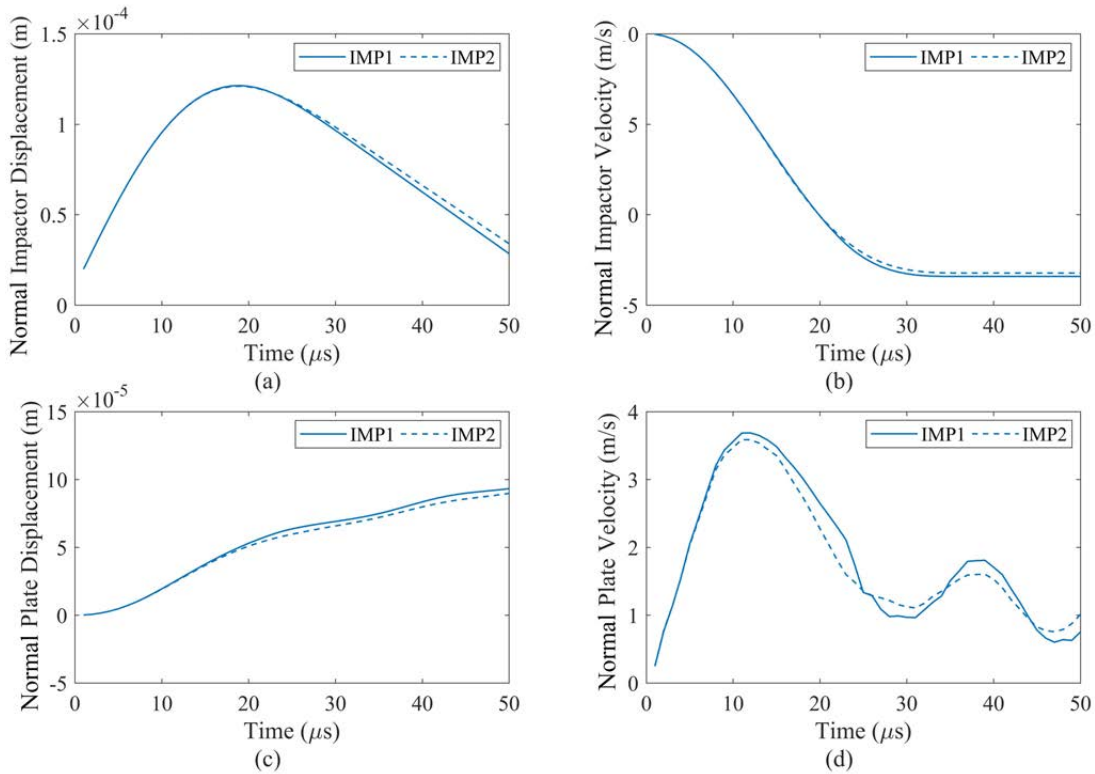 ×10⁻⁴
Normal Impactor Displacement (m)
1.5
1
0.5
0
IMP1 IMP2
0 10 20 30 40 50
Time (μs)
(a)
Normal Impactor Velocity (m/s)
0
5
0
-5
IMP1 IMP2
0 10 20 30 40 50
Time (μs)
(b)
×10⁻⁵
Normal Plate Displacement (m)
15
10
5
0
-5
IMP1 IMP2
0 10 20 30 40 50
Time (μs)
(c)
Normal Plate Velocity (m/s)
4
3
2
1
0
IMP1 IMP2
0 10 20 30 40 50
Time (μs)
(d)